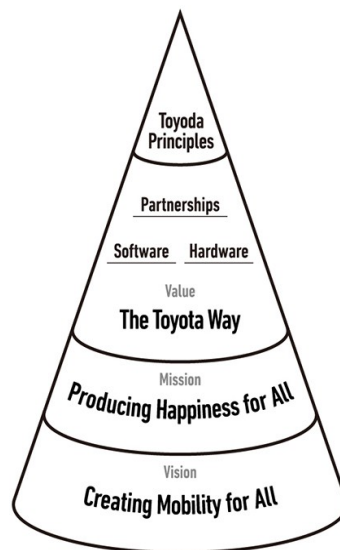 Toyoda
Principles
Partnerships
Software Hardware
Value
The Toyota Way
Mission
Producing Happiness for All
Vision
Creating Mobility for All